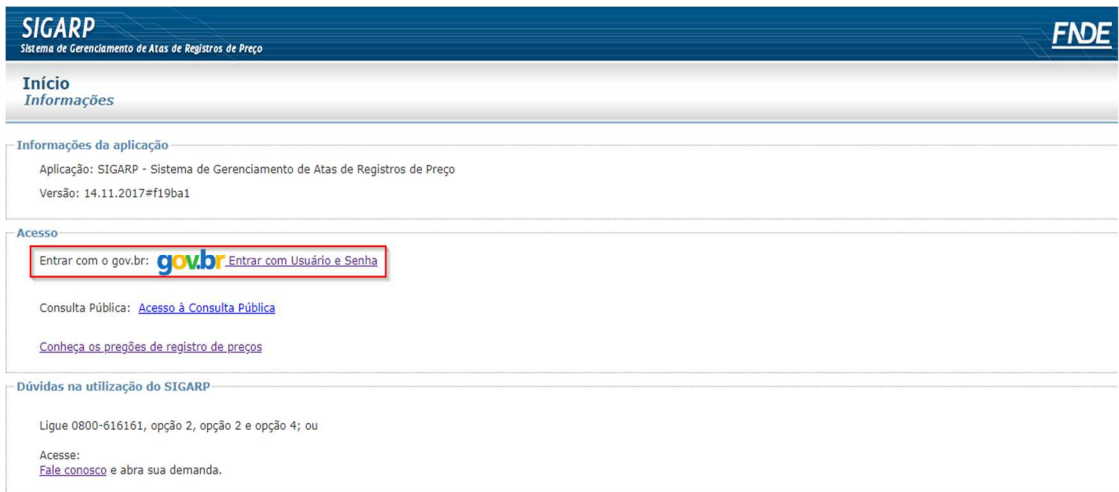 SIGARP
Sistema de Gerenciamento de Atas de Registros de Preço
FNDE
Início
Informações
Informações da aplicação
Aplicação: SIGARP - Sistema de Gerenciamento de Atas de Registros de Preço
Versão: 14.11.2017#f19ba1
Acesso
Entrar com o gov.br: gov.br Entrar com Usuário e Senha
Consulta Pública: Acesso à Consulta Pública
Conheça os pregões de registro de preços
Dúvidas na utilização do SIGARP
Ligue 0800-616161, opção 2, opção 2 e opção 4; ou
Acesse:
Fale conosco e abra sua demanda.